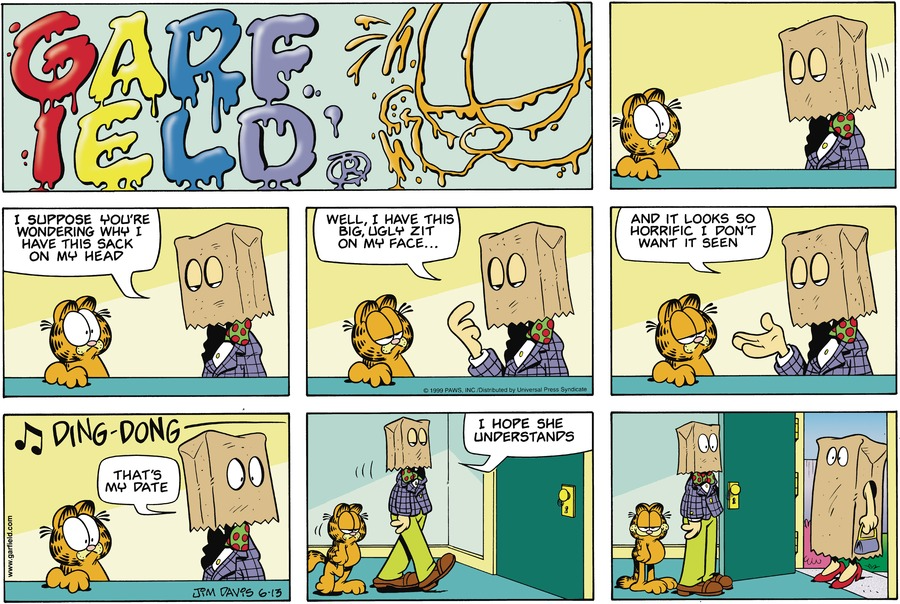 GARF
IELD
®
I SUPPOSE YOU'RE
WONDERING WHY I
HAVE THIS SACK
ON MY HEAD
WELL, I HAVE THIS
BIG, UGLY ZIT
ON MY FACE...
© 1999 PAWS, INC./Distributed by Universal Press Syndicate
AND IT LOOKS SO
HORRIFIC I DON'T
WANT IT SEEN
DING-DONG
THAT'S
MY DATE
www.garfield.com
JIM DAVIS 6-13
I HOPE SHE
UNDERSTANDS